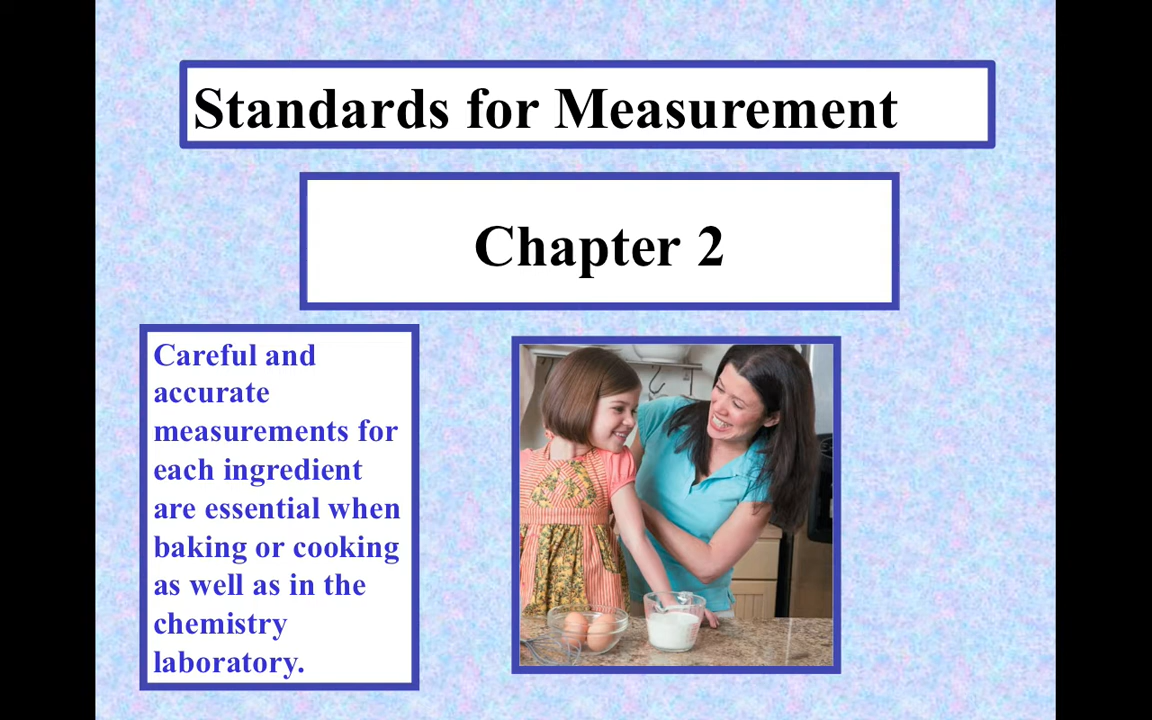 Standards for Measurement
Chapter 2
Careful and
accurate
measurements for
each ingredient
are essential when
baking or cooking
as well as in the
chemistry
laboratory.